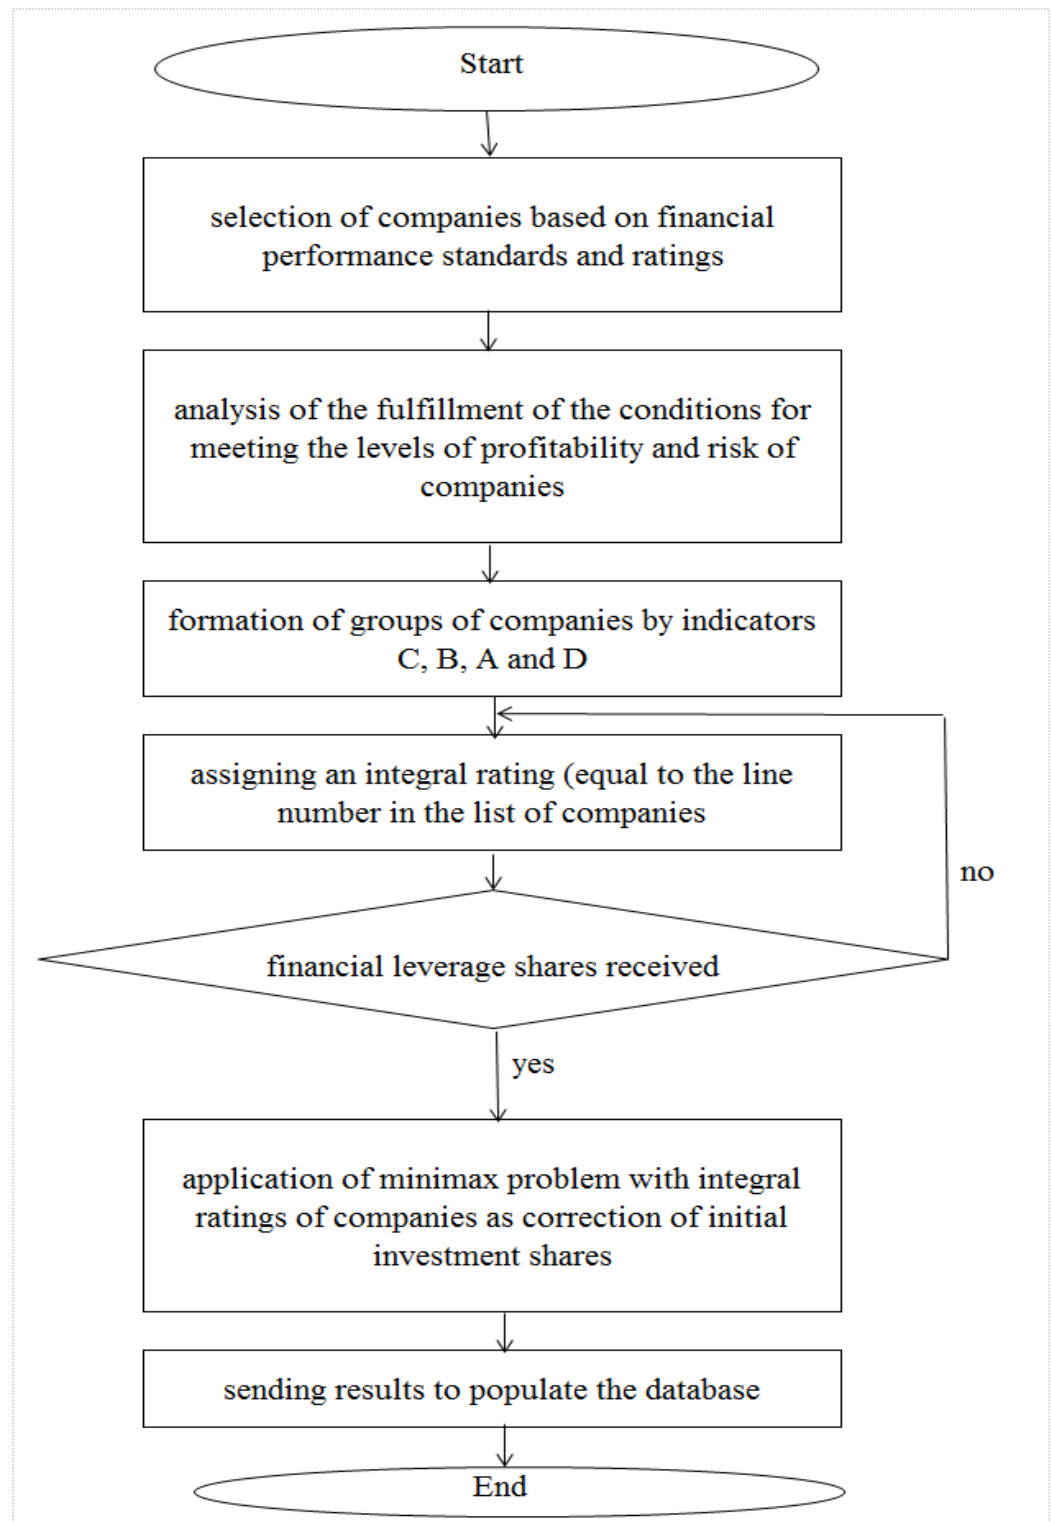 Start
selection of companies based on financial
performance standards and ratings
analysis of the fulfillment of the conditions for
meeting the levels of profitability and risk of
companies
formation of groups of companies by indicators
C, B, A and D
assigning an integral rating (equal to the line
number in the list of companies
no
financial leverage shares received
yes
application of minimax problem with integral
ratings of companies as correction of initial
investment shares
sending results to populate the database
End